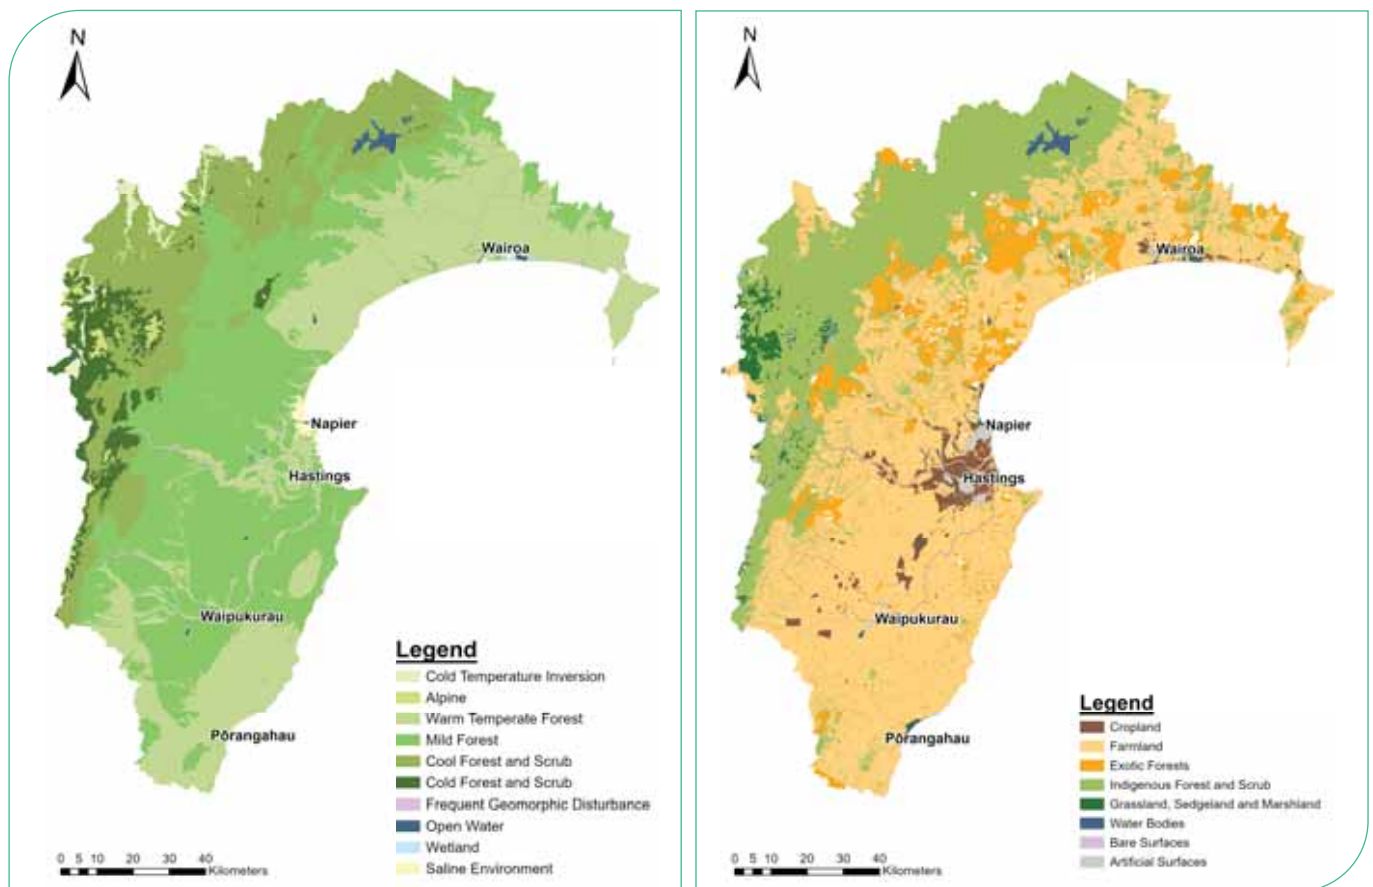 N
Wairoa
Napier
Hastings
Waipukurau
Pōrangahau
Legend
Cold Temperature Inversion
Alpine
Warm Temperate Forest
Mild Forest
Cool Forest and Scrub
Cold Forest and Scrub
Frequent Geomorphic Disturbance
Open Water
Wetland
Saline Environment
0 5 10 20 30 40
Kilometers
N
Wairoa
Napier
Hastings
Waipukurau
Pōrangahau
Legend
Cropland
Farmland
Exotic Forests
Indigenous Forest and Scrub
Grassland, Sedgeland and Marshland
Water Bodies
Bare Surfaces
Artificial Surfaces
0 5 10 20 30 40
Kilometers